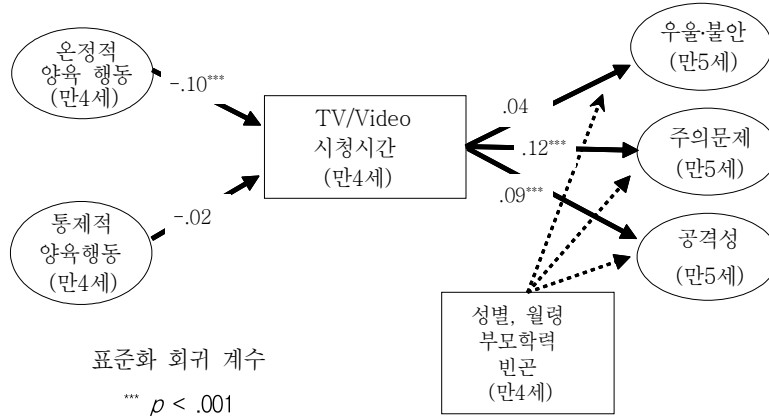 온정적
양육 행동
(만4세)
-.10***
통제적
양육행동
(만4세)
-.02
TV/Video
시청시간
(만4세)
.04
.12***
.09***
우울·불안
(만5세)
주의문제
(만5세)
공격성
(만5세)
성별, 월령
부모학력
빈곤
(만4세)
표준화 회귀 계수
*** p < .001